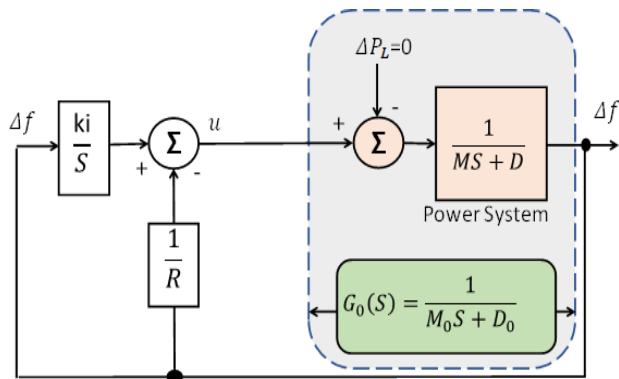 ΔP_L=0
Δf
ki
S
Σ
u
+
-
+
-
Σ
1
MS + D
Δf
Power System
1
R
G_0(S) = 1
M_0S + D_0